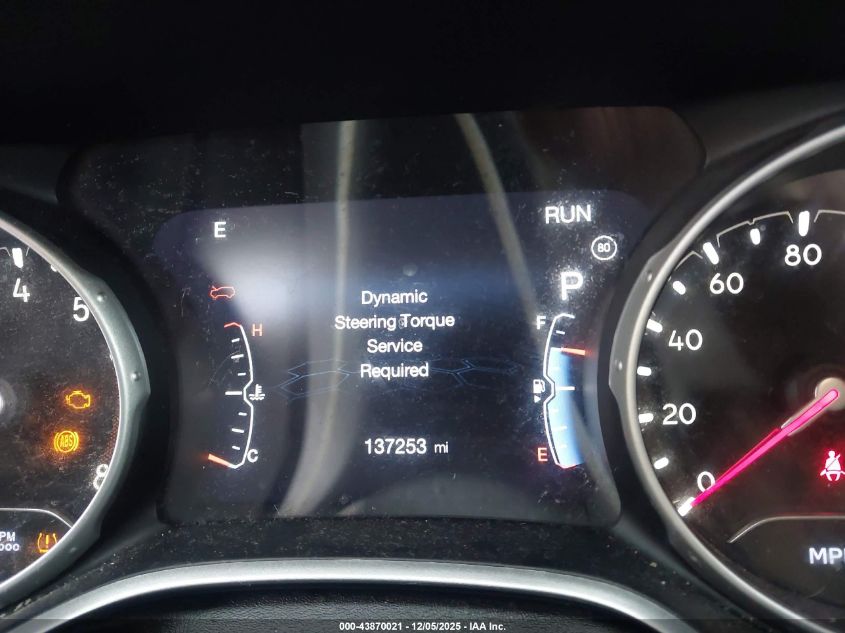 E
RUN
80
P
Dynamic
Steering Torque
Service
Required
H
C
F
E
137253 mi
4
5
8
ABS
0
20
40
60
80
000-43870021 - 12/05/2025 - IAA Inc.